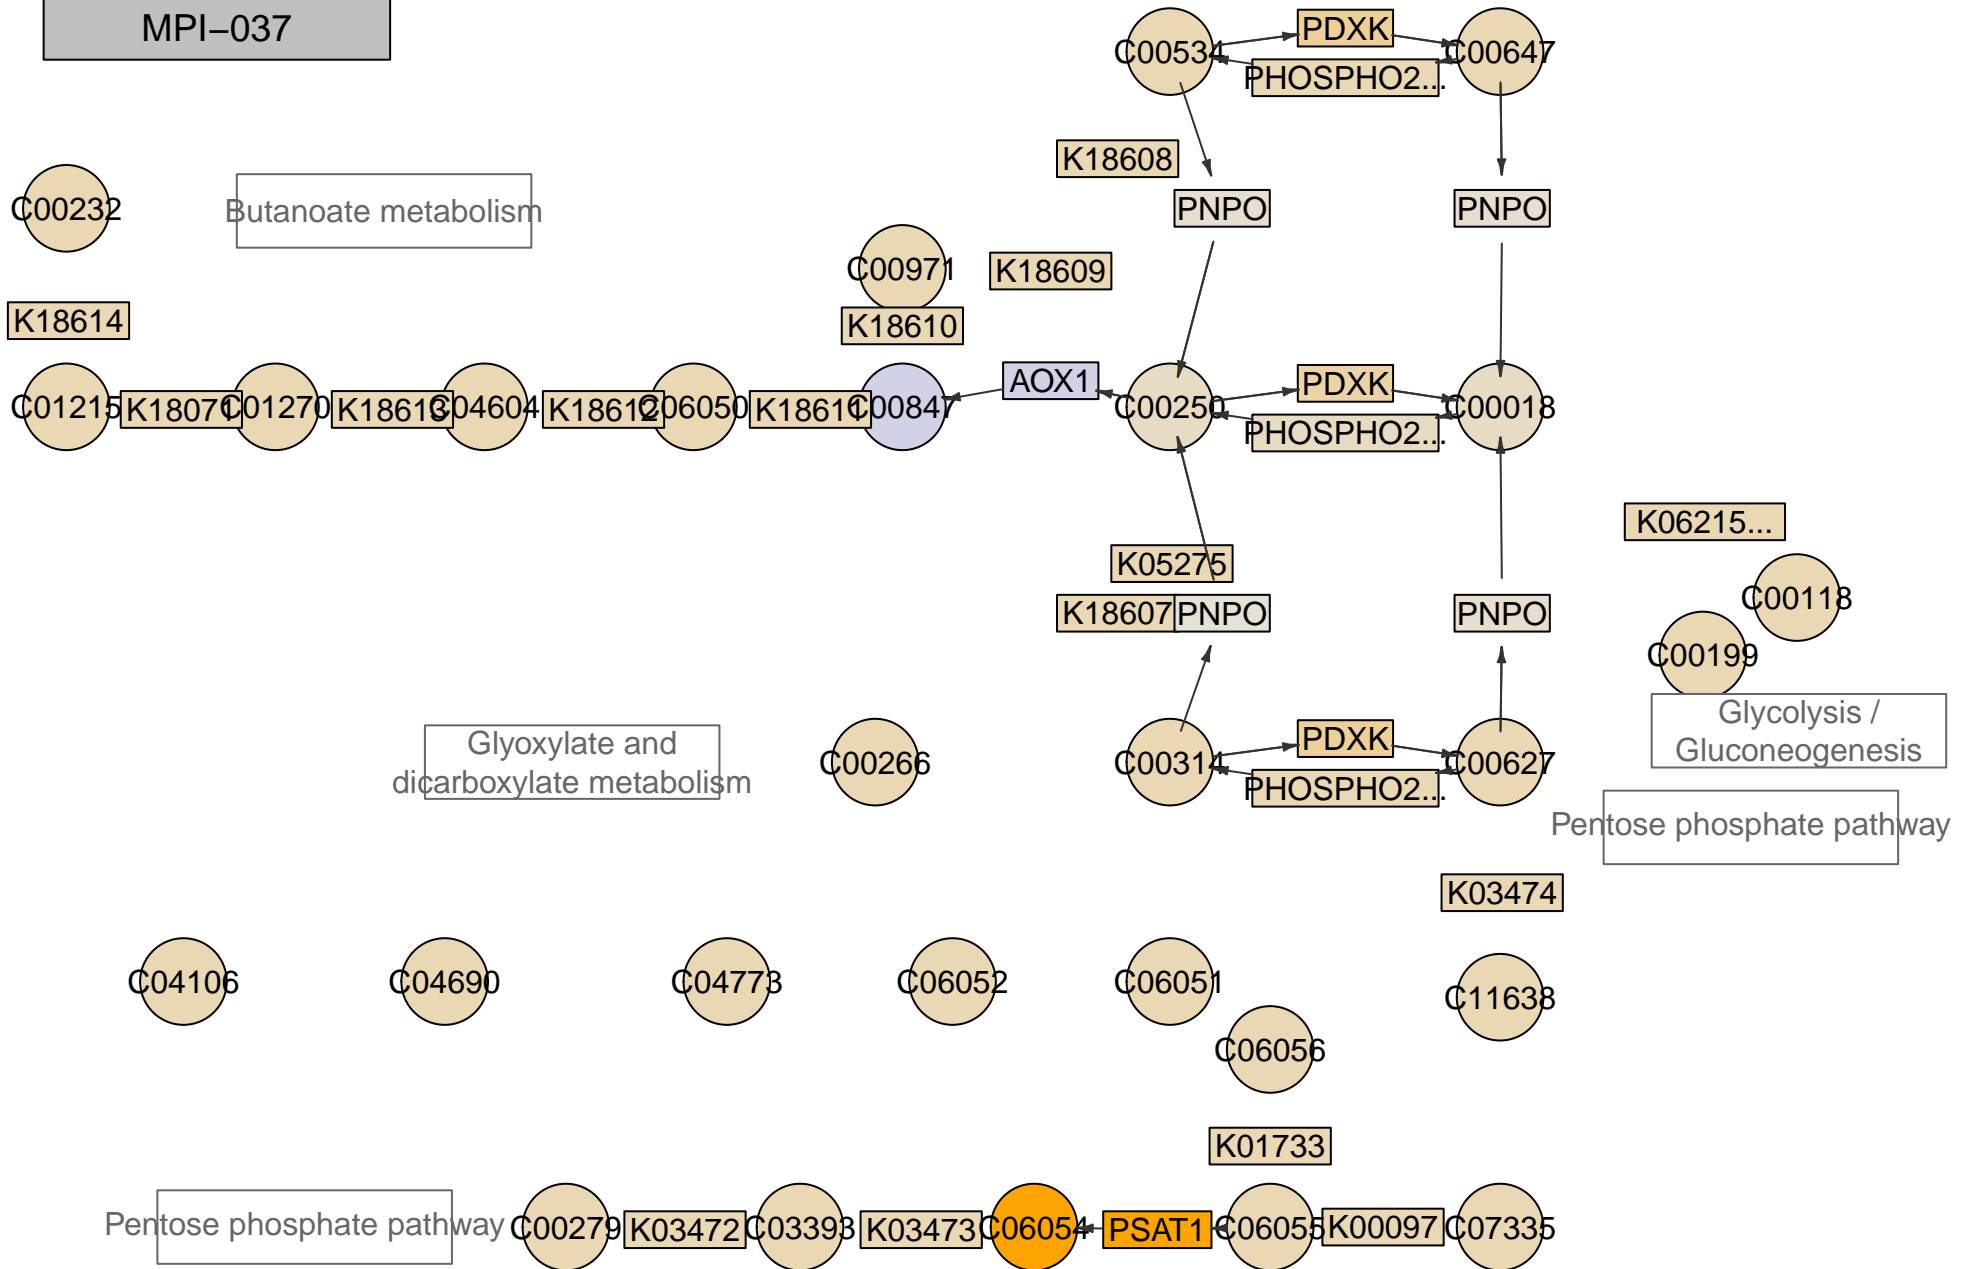 MPI−037
C00534
PDXK
C00647
PHOSPHO2...
K18608
C00232
Butanoate metabolism
PNPO
PNPO
C00971
K18609
K18614
K18610
AOX1
PDXK
C01215
K18071
C01270
K18613
C04604
K18612
C06050
K18611
C00847
C00250
C00018
PHOSPHO2...
K06215...
K05275
C00118
K18607
PNPO
PNPO
C00199
Glycolysis /
Gluconeogenesis
Glyoxylate and
dicarboxylate metabolism
C00266
C00314
PDXK
C00627
PHOSPHO2...
Pentose phosphate pathway
K03474
C04106
C04690
C04773
C06052
C06051
C11638
C06056
K01733
Pentose phosphate pathway
C00279
K03472
C03393
K03473
C06054
PSAT1
C06055
K00097
C07335